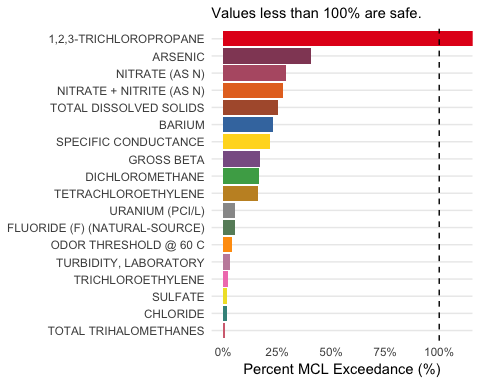 Values less than 100% are safe.
1,2,3-TRICHLOROPROPANE
ARSENIC
NITRATE (AS N)
NITRATE + NITRITE (AS N)
TOTAL DISSOLVED SOLIDS
BARIUM
SPECIFIC CONDUCTANCE
GROSS BETA
DICHLOROMETHANE
TETRACHLOROETHYLENE
URANIUM (PCI/L)
FLUORIDE (F) (NATURAL-SOURCE)
ODOR THRESHOLD @ 60 C
TURBIDITY, LABORATORY
TRICHLOROETHYLENE
SULFATE
CHLORIDE
TOTAL TRIHALOMETHANES
0% 25% 50% 75% 100%
Percent MCL Exceedance (%)